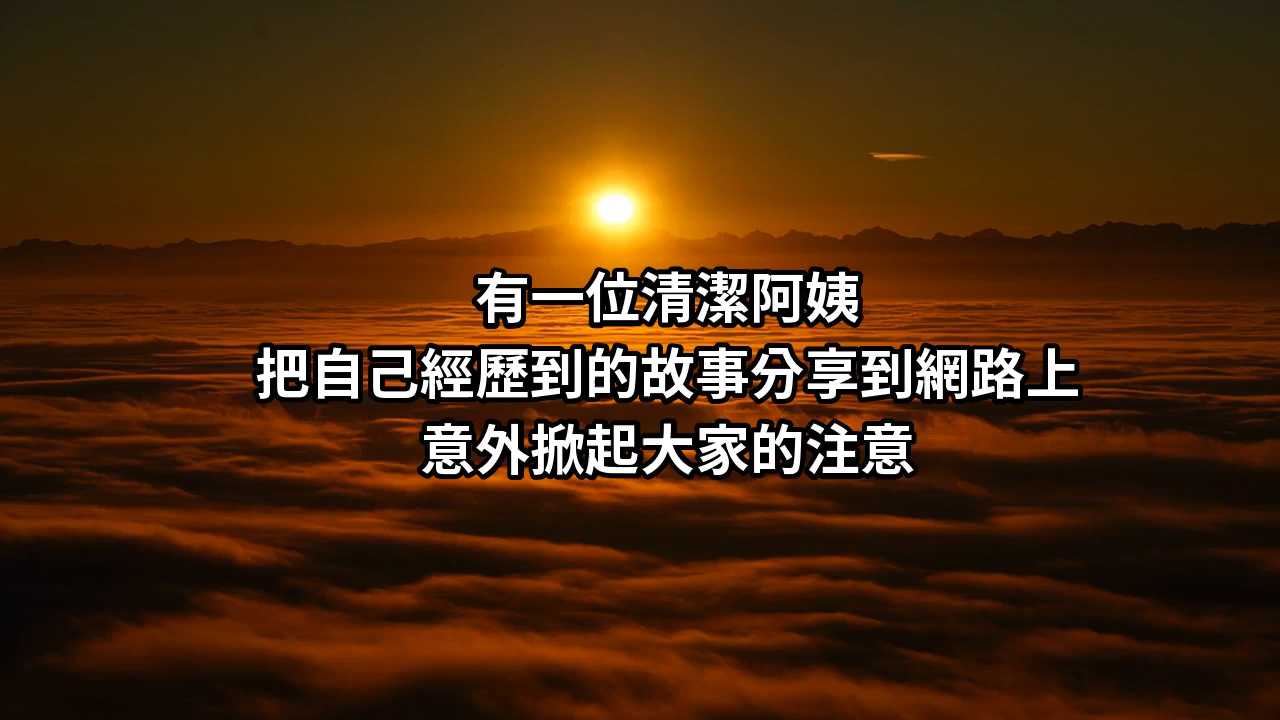 有一位清潔阿姨
把自己經歷到的故事分享到網路上
意外掀起大家的注意